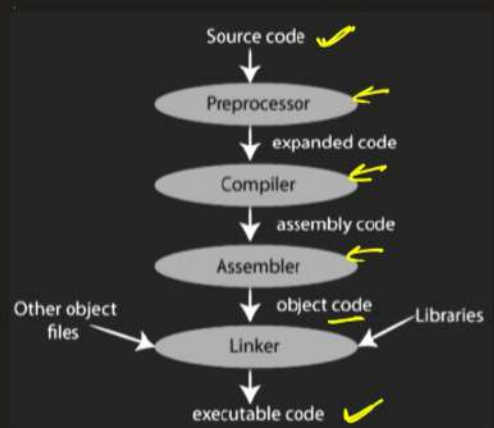 Source code
Preprocessor
expanded code
Compiler
assembly code
Assembler
object code
Other object
files
Libraries
Linker
executable code